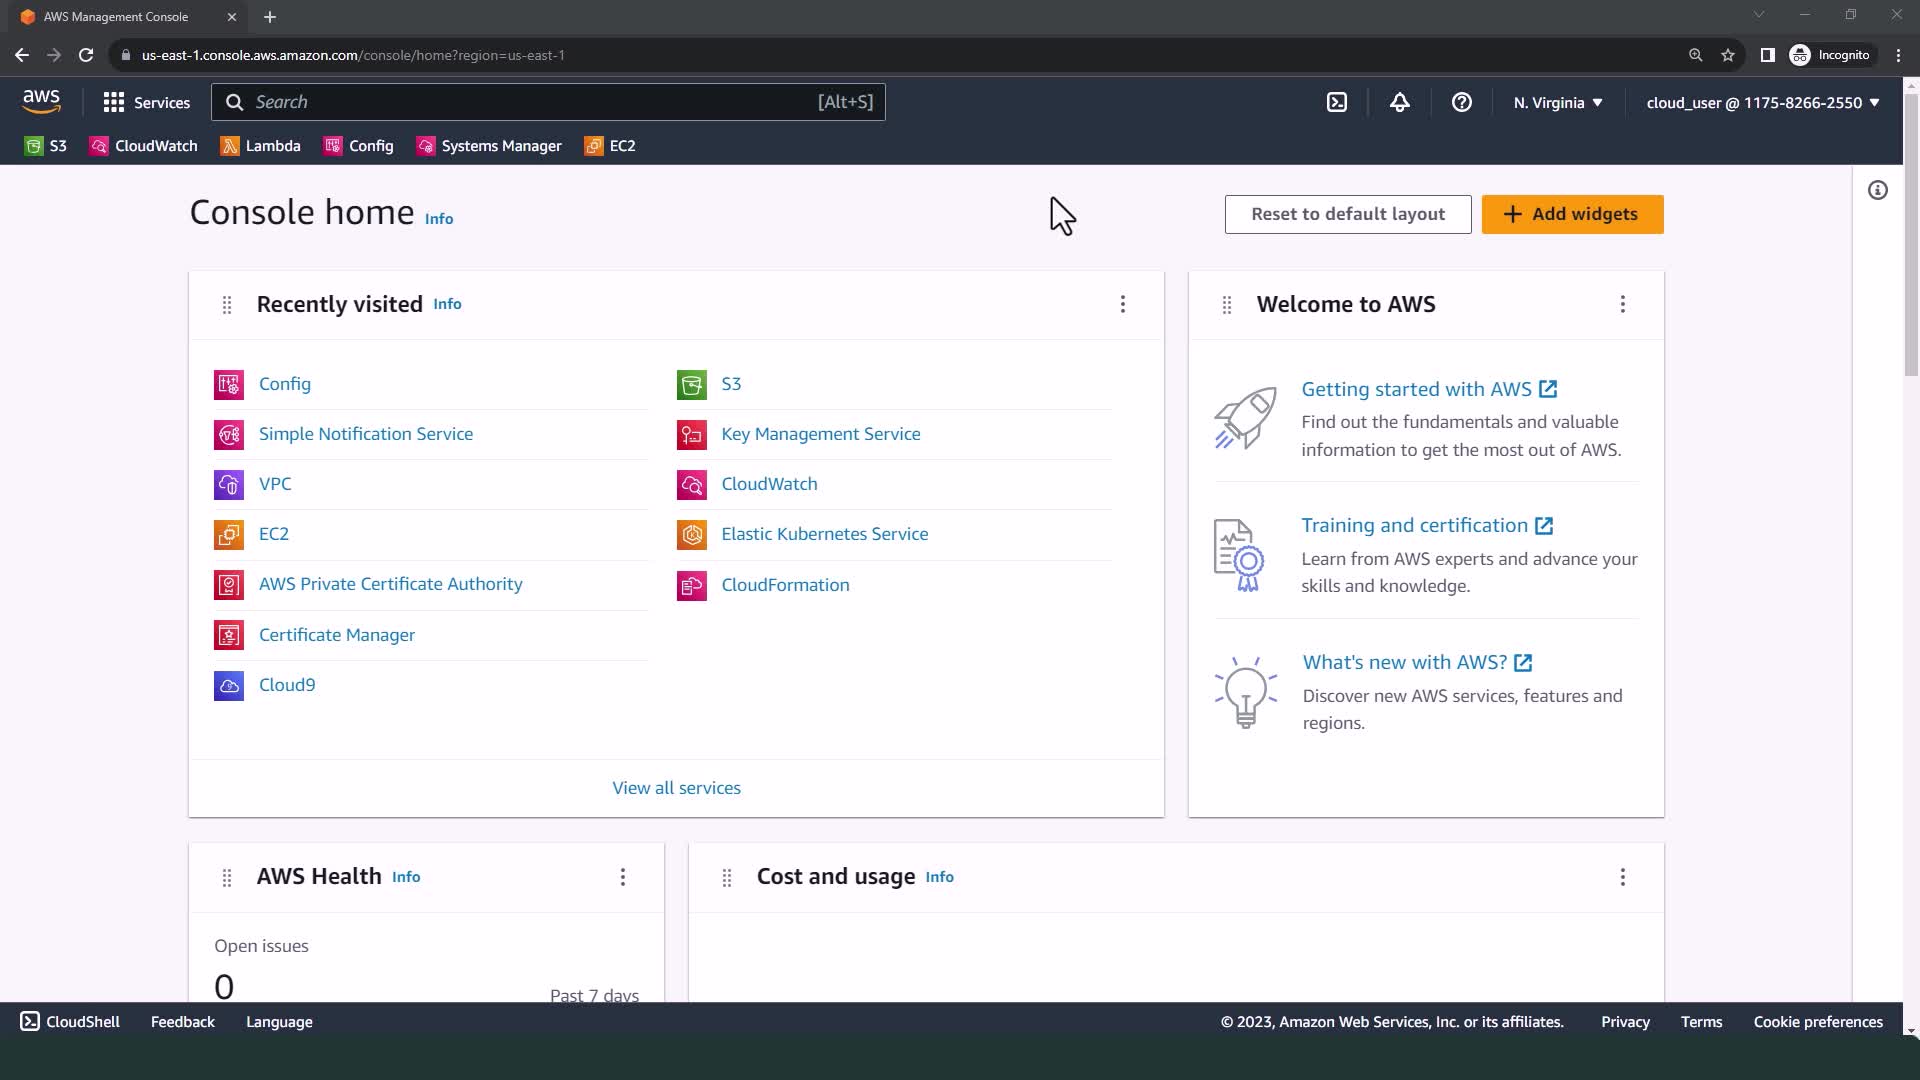 AWS Management Console
us-east-1.console.aws.amazon.com/console/home?region=us-east-1
Incognito
aws
Services
Search
[Alt+S]
N. Virginia
cloud_user @ 1175-8266-2550
S3
CloudWatch
Lambda
Config
Systems Manager
EC2
Console home Info
Reset to default layout
Add widgets
Recently visited Info
Config
Simple Notification Service
VPC
EC2
AWS Private Certificate Authority
Certificate Manager
Cloud9
S3
Key Management Service
CloudWatch
Elastic Kubernetes Service
CloudFormation
View all services
Welcome to AWS
Getting started with AWS
Find out the fundamentals and valuable
information to get the most out of AWS.
Training and certification
Learn from AWS experts and advance your
skills and knowledge.
What's new with AWS?
Discover new AWS services, features and
regions.
AWS Health Info
Open issues
0
Past 7 days
Cost and usage Info
CloudShell
Feedback
Language
© 2023, Amazon Web Services, Inc. or its affiliates.
Privacy
Terms
Cookie preferences